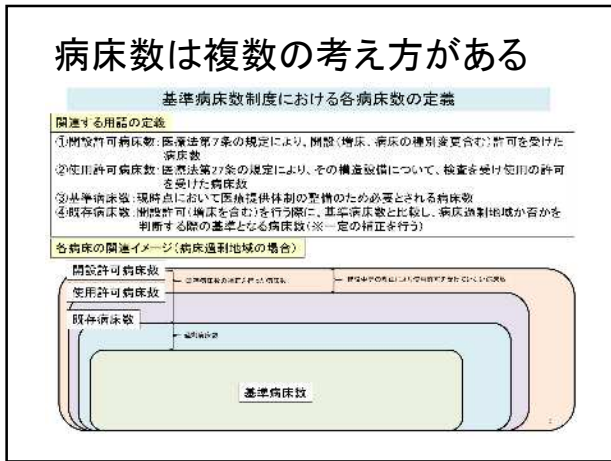 病床数は複数の考え方がある
基準病床数制度における各病床数の定義
関連する用語の定義
①開設許可病床数:医療法第7条の規定により、開設(増床、病床の種別変更含む)許可を受けた
病床数
②使用許可病床数:医療法第27条の規定により、その構造設備について、検査を受け使用の許可
を受けた病床数
③基準病床数:現時点において医療提供体制の整備のため必要とされる病床数
④既存病床数:開設許可(増床を含む)を行う際に、基準病床数と比較し、病床過剰地域か否かを
判断する際の基準となる病床数(※一定の補正を行う)
各病床の関連イメージ(病床過剰地域の場合)
開設許可病床数
使用許可病床数
既存病床数
過剰病床数
基準病床数